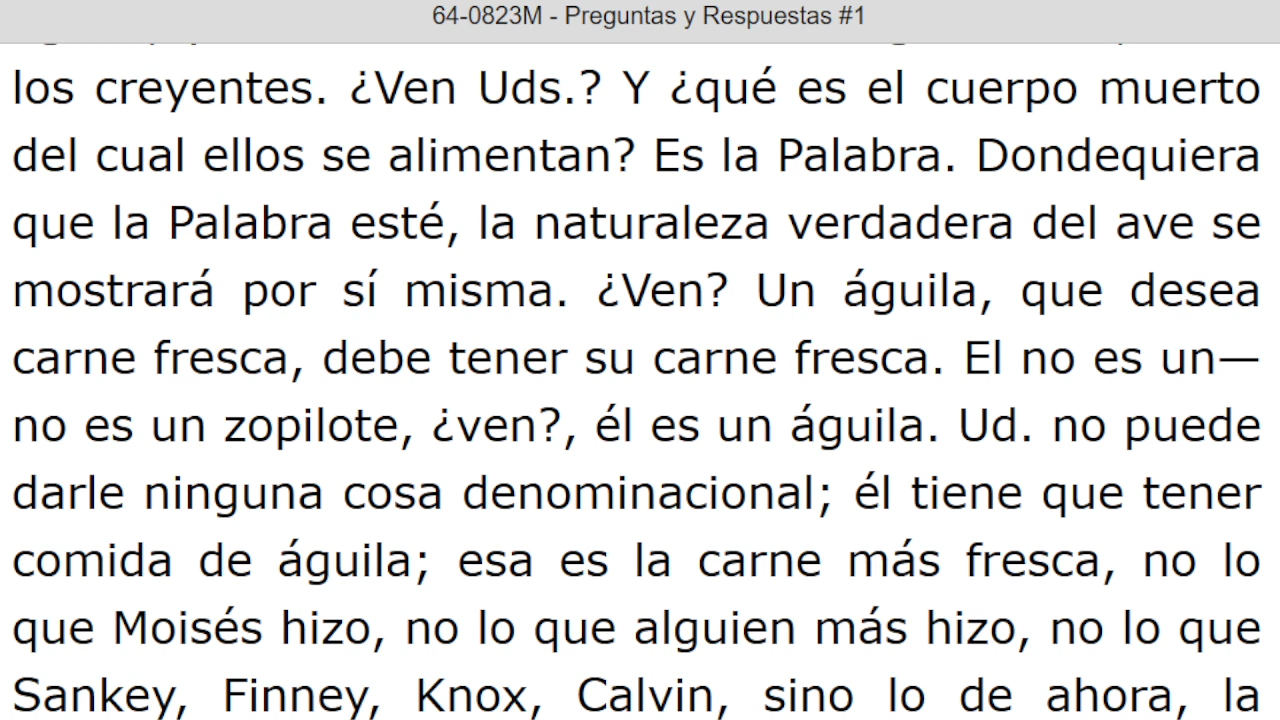 64-0823M - Preguntas y Respuestas #1
los creyentes. ¿Ven Uds.? Y ¿qué es el cuerpo muerto
del cual ellos se alimentan? Es la Palabra. Dondequiera
que la Palabra esté, la naturaleza verdadera del ave se
mostrará por sí misma. ¿Ven? Un águila, que desea
carne fresca, debe tener su carne fresca. El no es un—
no es un zopilote, ¿ven?, él es un águila. Ud. no puede
darle ninguna cosa denominacional; él tiene que tener
comida de águila; esa es la carne más fresca, no lo
que Moisés hizo, no lo que alguien más hizo, no lo que
Sankey, Finney, Knox, Calvin, sino lo de ahora, la